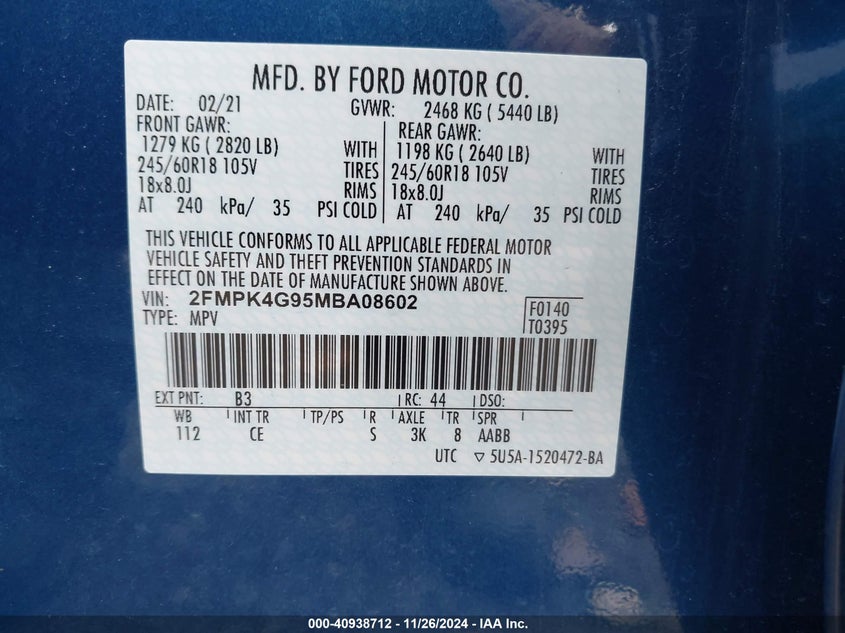 MFD. BY FORD MOTOR CO.
DATE: 02/21 GVWR: 2468 KG ( 5440 LB)
FRONT GAWR: REAR GAWR:
1279 KG ( 2820 LB) WITH 1198 KG ( 2640 LB) WITH
245/60R18 105V TIRES 245/60R18 105V TIRES
18x8.0J RIMS 18x8.0J RIMS
AT 240 kPa/ 35 PSI COLD AT 240 kPa/ 35 PSI COLD
THIS VEHICLE CONFORMS TO ALL APPLICABLE FEDERAL MOTOR
VEHICLE SAFETY AND THEFT PREVENTION STANDARDS IN
EFFECT ON THE DATE OF MANUFACTURE SHOWN ABOVE.
VIN: 2FMPK4G95MBA08602 F0140
TYPE: MPV T0395
EXT PNT: B3 RC: 44 DSO:
WB INT TR TP/PS R AXLE TR SPR
112 CE S 3K 8 AABB
UTC ▽ 5U5A-1520472-BA
000-40938712 - 11/26/2024 - IAA Inc.